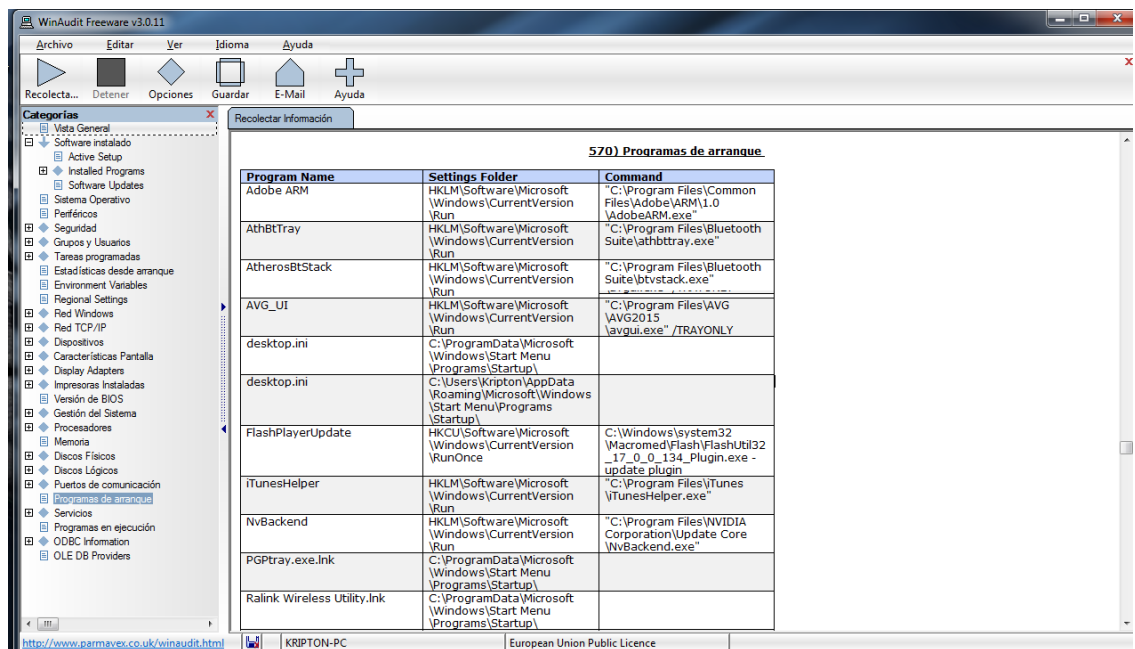 WinAudit Freeware v3.0.11
Archivo Editar Ver Idioma Ayuda
Recolecta... Detener Opciones Guardar E-Mail Ayuda
Categorías
Vista General
Software instalado
Active Setup
Installed Programs
Software Updates
Sistema Operativo
Periféricos
Seguridad
Grupos y Usuarios
Tareas programadas
Estadísticas desde arranque
Environment Variables
Regional Settings
Red Windows
Red TCP/IP
Dispositivos
Características Pantalla
Display Adapters
Impresoras Instaladas
Versión de BIOS
Gestión del Sistema
Procesadores
Memoria
Discos Físicos
Discos Lógicos
Puertos de comunicación
Programas de arranque
Servicios
Programas en ejecución
ODBC Information
OLE DB Providers
Recolectar Información
570) Programas de arranque
Program Name Settings Folder Command
Adobe ARM HKLM\Software\Microsoft "C:\Program Files\Common
\Windows\CurrentVersion Files\Adobe\ARM\1.0
\Run \AdobeARM.exe"
AthBtTray HKLM\Software\Microsoft "C:\Program Files\Bluetooth
\Windows\CurrentVersion Suite\athbttray.exe"
\Run
AtherosBtStack HKLM\Software\Microsoft "C:\Program Files\Bluetooth
\Windows\CurrentVersion Suite\btvstack.exe"
\Run
AVG_UI HKLM\Software\Microsoft "C:\Program Files\AVG
\Windows\CurrentVersion \AVG2015
\Run \avgui.exe" /TRAYONLY
desktop.ini C:\ProgramData\Microsoft
\Windows\Start Menu
\Programs\Startup\
desktop.ini C:\Users\Kripton\AppData
\Roaming\Microsoft\Windows
\Start Menu\Programs
\Startup\
FlashPlayerUpdate HKCU\Software\Microsoft C:\Windows\system32
\Windows\CurrentVersion \Macromed\Flash\FlashUtil32
\RunOnce _17_0_0_134_Plugin.exe -
update plugin
iTunesHelper HKLM\Software\Microsoft "C:\Program Files\iTunes
\Windows\CurrentVersion \iTunesHelper.exe"
\Run
NvBackend HKLM\Software\Microsoft "C:\Program Files\NVIDIA
\Windows\CurrentVersion Corporation\Update Core
\Run \NvBackend.exe"
PGPtray.exe.lnk C:\ProgramData\Microsoft
\Windows\Start Menu
\Programs\Startup\
Ralink Wireless Utility.lnk C:\ProgramData\Microsoft
\Windows\Start Menu
\Programs\Startup\
http://www.parmavex.co.uk/winaudit.html KRIPTON-PC European Union Public Licence